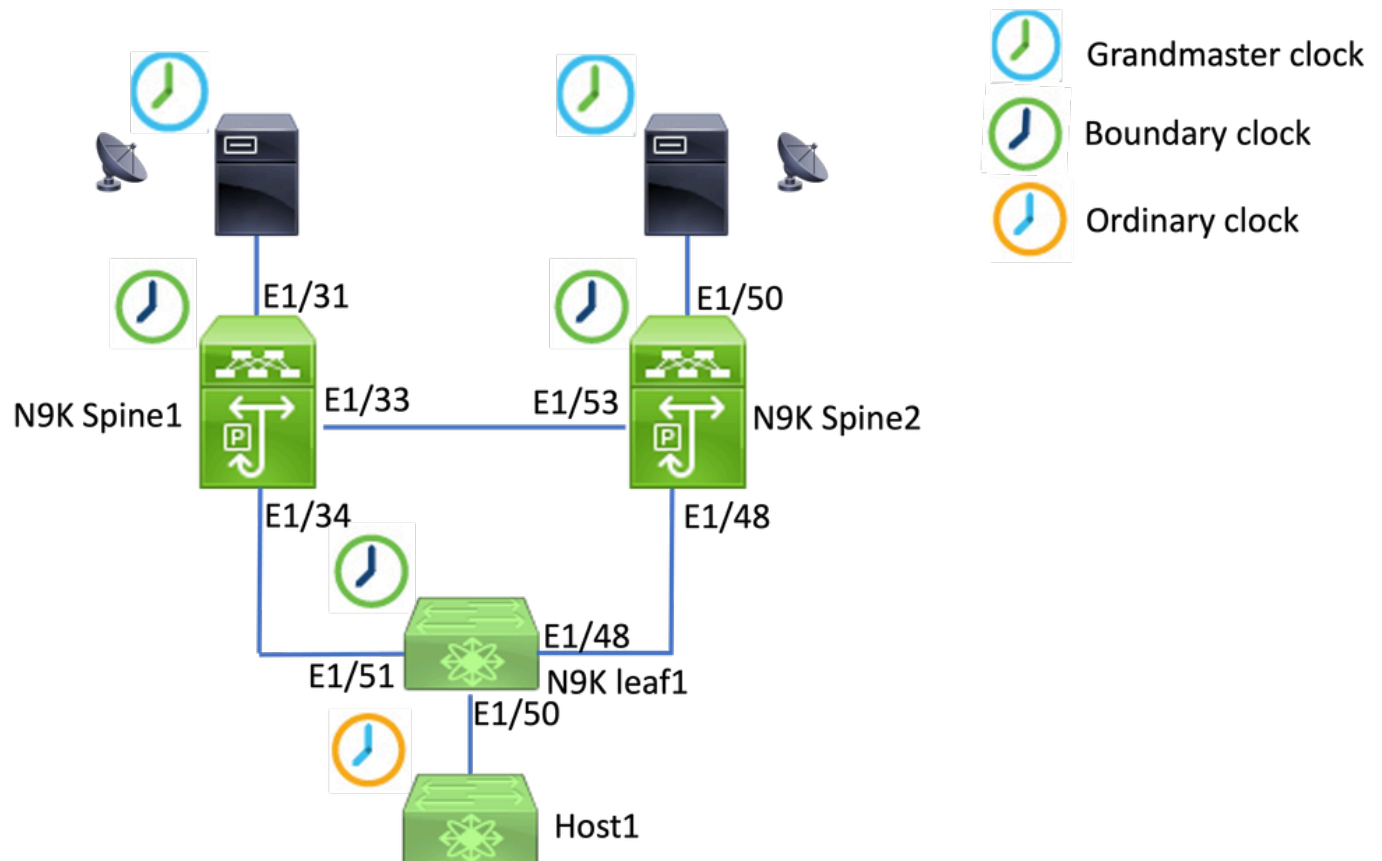 Grandmaster clock
Boundary clock
Ordinary clock
E1/31
E1/50
N9K Spine1
E1/33
E1/53
N9K Spine2
P
P
E1/34
E1/48
E1/48
E1/51
N9K leaf1
E1/50
Host1